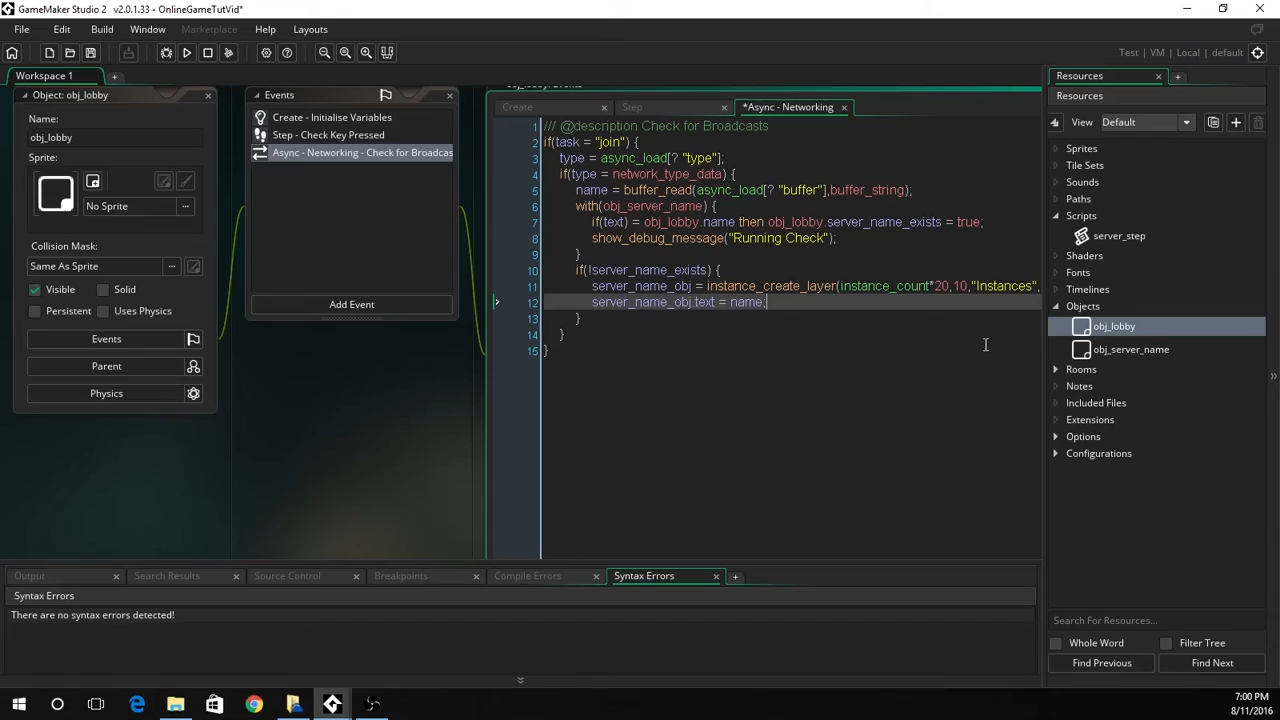 GameMaker Studio 2 v2.0.1.33 - OnlineGameTutVid*
File Edit Build Window Marketplace Help Layouts
Test | VM | Local | default
Workspace 1
Object: obj_lobby
Name:
obj_lobby
Sprite:
No Sprite
Collision Mask:
Same As Sprite
Visible Solid
Persistent Uses Physics
Events
Parent
Physics
Events
Create - Initialise Variables
Step - Check Key Pressed
Async - Networking - Check for Broadcas
Add Event
obj_lobby: Events
Create Step *Async - Networking
1 /// @description Check for Broadcasts
2 if(task = "join") {
3 type = async_load[? "type"];
4 if(type = network_type_data) {
5 name = buffer_read(async_load[? "buffer"],buffer_string);
6 with(obj_server_name) {
7 if(text) = obj_lobby.name then obj_lobby.server_name_exists = true;
8 show_debug_message("Running Check");
9 }
10 if(!server_name_exists) {
11 server_name_obj = instance_create_layer(instance_count*20,10,"Instances",
12 server_name_obj.text = name;
13 }
14 }
15 }
Resources
Resources
View Default
Sprites
Tile Sets
Sounds
Paths
Scripts
server_step
Shaders
Fonts
Timelines
Objects
obj_lobby
obj_server_name
Rooms
Notes
Included Files
Extensions
Options
Configurations
Search For Resources...
Whole Word Filter Tree
Find Previous Find Next
Output Search Results Source Control Breakpoints Compile Errors Syntax Errors
Syntax Errors
There are no syntax errors detected!
7:00 PM
8/11/2016